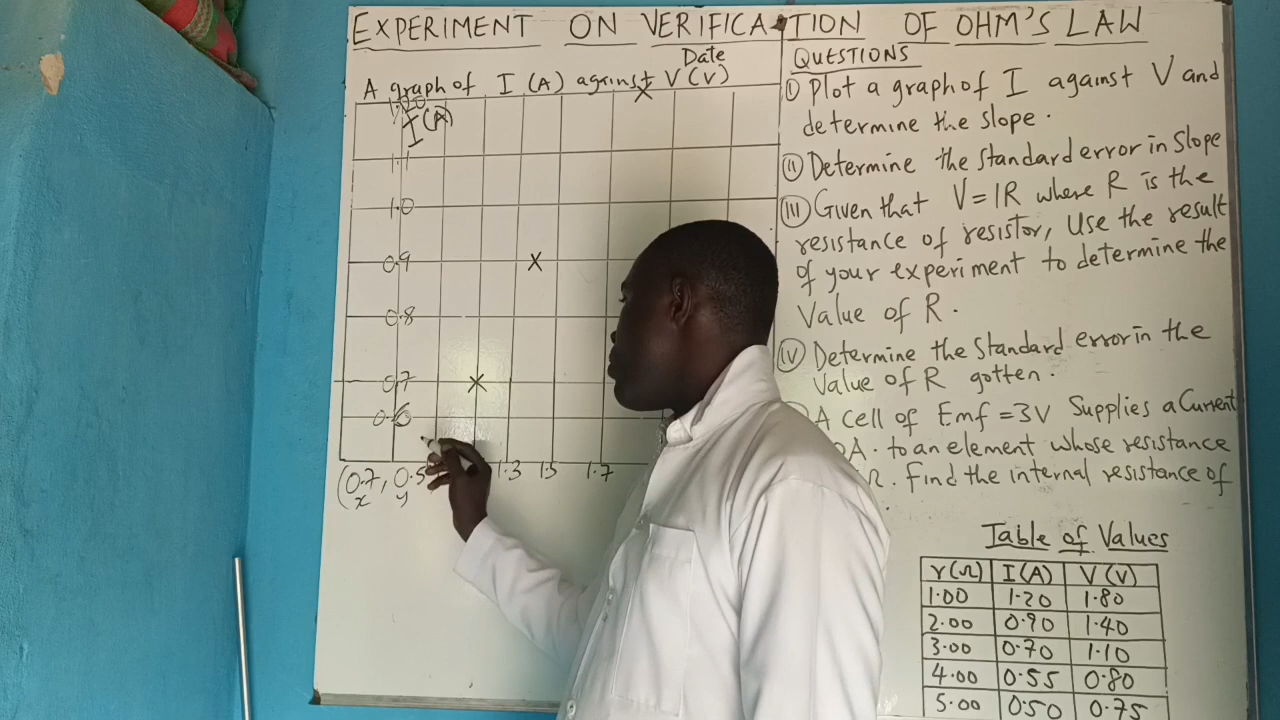 EXPERIMENT ON VERIFICATION OF OHM'S LAW
Date
A graph of I (A) against V (V)
1.20
I (A)
1.1
1.0
0.9
0.8
0.7
0.6
(0.7, 0.5
x y
1.3 1.5 1.7
QUESTIONS
(i) Plot a graph of I against V and
determine the slope.
(ii) Determine the standard error in slope
(iii) Given that V=IR where R is the
resistance of resistor, Use the result
of your experiment to determine the
Value of R.
(iv) Determine the standard error in the
Value of R gotten.
A cell of Emf = 3V Supplies a Current
A. to an element whose resistance
Ω. Find the internal resistance of
Table of Values
r(Ω) I(A) V(V)
1.00 1.20 1.80
2.00 0.90 1.40
3.00 0.70 1.10
4.00 0.55 0.80
5.00 0.50 0.75